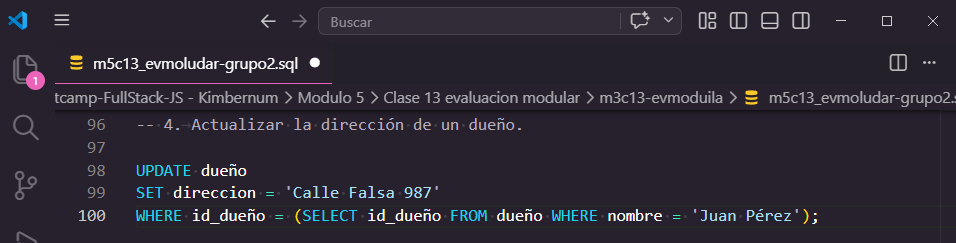 Buscar
m5c13_evmoludar-grupo2.sql
1
tcamp-FullStack-JS - Kimbernum > Modulo 5 > Clase 13 evaluacion modular > m3c13-evmoduila > m5c13_evmoludar-grupo2.s
96 -- 4. Actualizar la dirección de un dueño.
97
98 UPDATE dueño
99 SET direccion = 'Calle Falsa 987'
100 WHERE id_dueño = (SELECT id_dueño FROM dueño WHERE nombre = 'Juan Pérez');